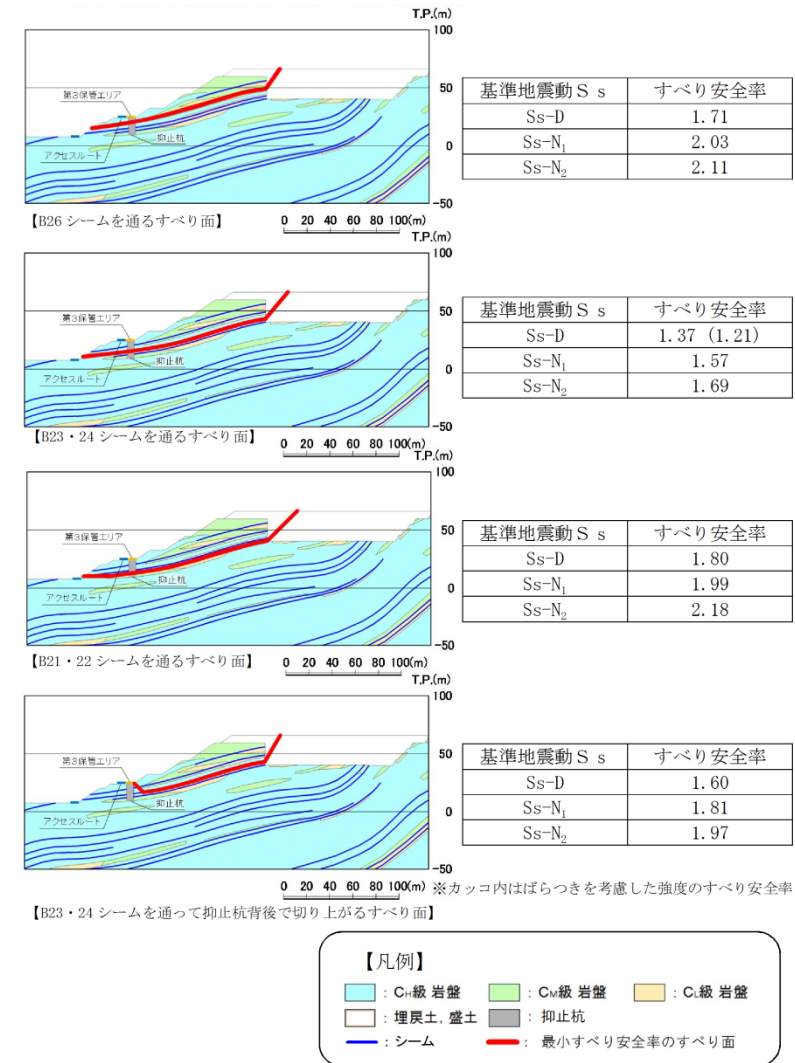 T.P.(m)
100
第3保管エリア
50
アクセスルート
抑止杭
0
-50
【B26 シームを通るすべり面】
0 20 40 60 80 100(m)
基準地震動Ｓｓ すべり安全率
Ss-D 1.71
Ss-N₁ 2.03
Ss-N₂ 2.11
T.P.(m)
100
第3保管エリア
50
アクセスルート
抑止杭
0
-50
【B23・24 シームを通るすべり面】
0 20 40 60 80 100(m)
基準地震動Ｓｓ すべり安全率
Ss-D 1.37 (1.21)
Ss-N₁ 1.57
Ss-N₂ 1.69
T.P.(m)
100
第3保管エリア
50
抑止杭
アクセスルート
0
-50
【B21・22 シームを通るすべり面】
0 20 40 60 80 100(m)
基準地震動Ｓｓ すべり安全率
Ss-D 1.80
Ss-N₁ 1.99
Ss-N₂ 2.18
T.P.(m)
100
第3保管エリア
50
抑止杭
アクセスルート
0
-50
0 20 40 60 80 100(m)
基準地震動Ｓｓ すべり安全率
Ss-D 1.60
Ss-N₁ 1.81
Ss-N₂ 1.97
※カッコ内はばらつきを考慮した強度のすべり安全率
【B23・24 シームを通って抑止杭背後で切り上がるすべり面】
【凡例】
：CH級 岩盤 ：CM級 岩盤 ：CL級 岩盤
：埋戻土，盛土 ：抑止杭
：シーム ：最小すべり安全率のすべり面